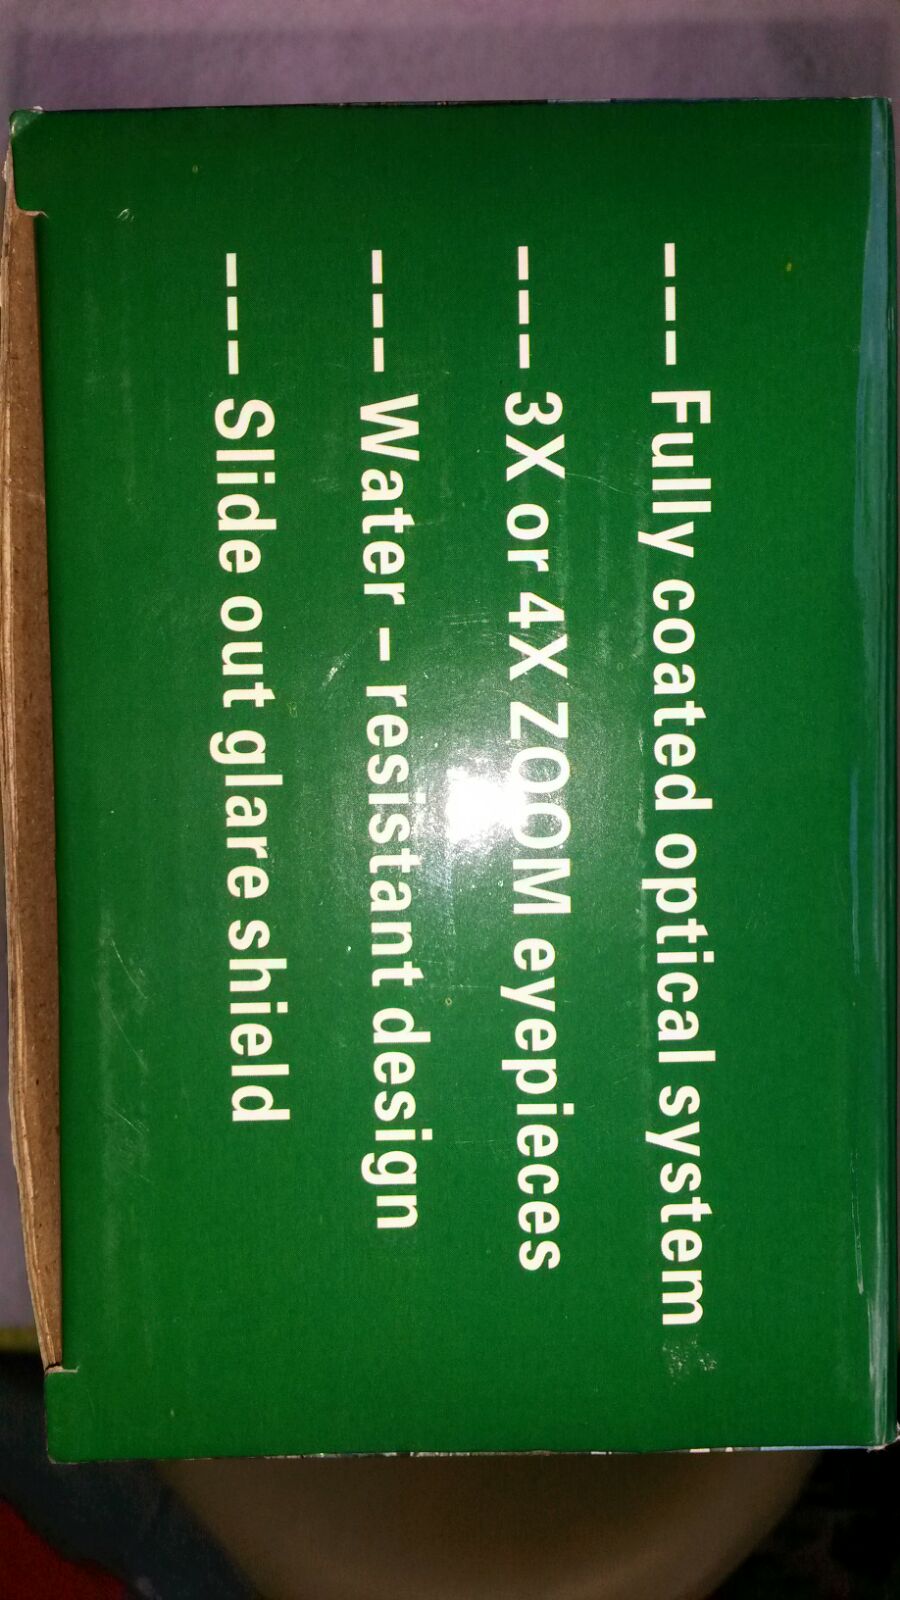 --- Fully coated optical system
--- 3X or 4X ZOOM eyepieces
--- Water – resistant design
--- Slide out glare shield